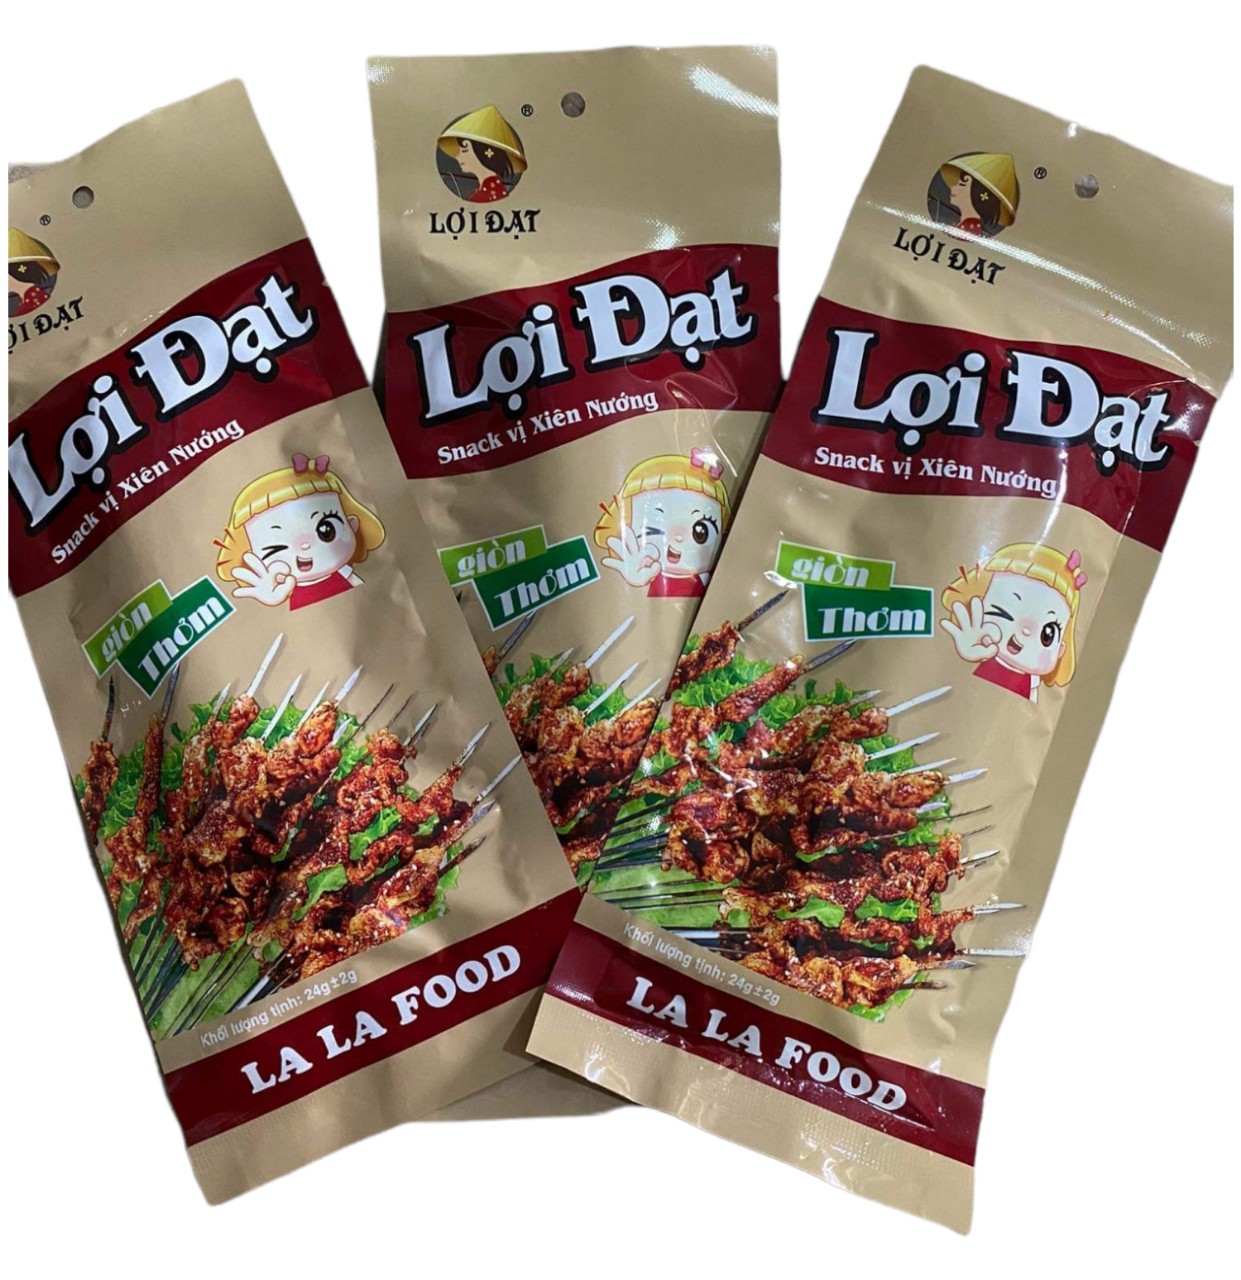 ®
ỢI ĐẠT
Lợi Đạt
Snack vị Xiên Nướng
giòn
Thơm
Khối lượng tịnh: 24g±2g
LA LA FOOD
®
LỢI ĐẠT
Lợi Đạt
Snack vị Xiên Nướng
giòn
Thơm
®
LỢI ĐẠT
Lợi Đạt
Snack vị Xiên Nướng
giòn
Thơm
Khối lượng tịnh: 24g±2g
LA LA FOOD